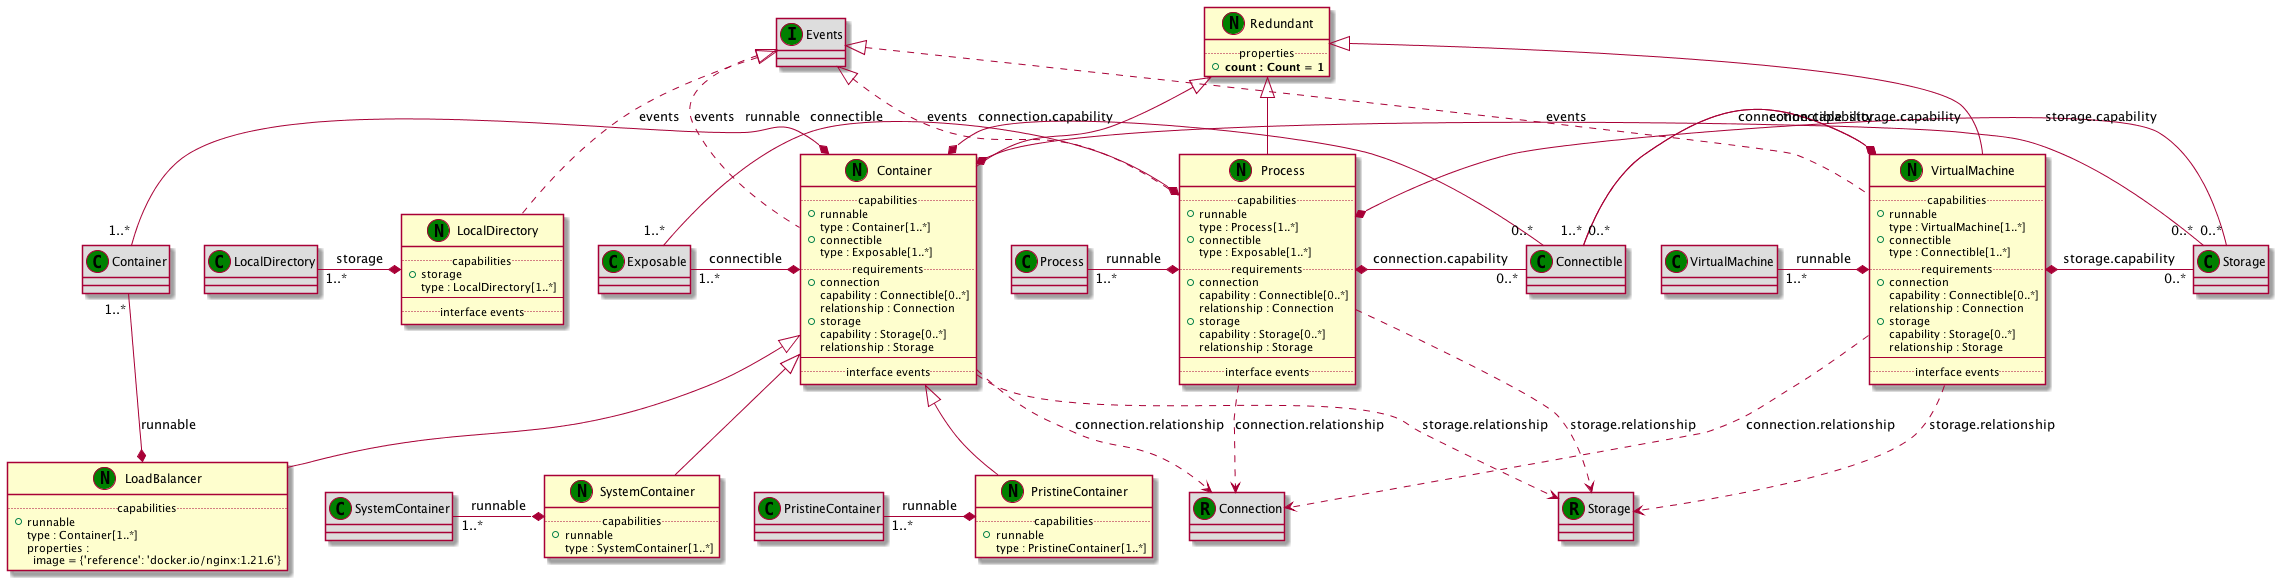 I Events
N Redundant
properties
count : Count = 1
events
events
runnable
connectible
events
connection.capability
events
storage.capability
storage.capability
1..*
C Container
1..*
C LocalDirectory
storage
1..*
N LocalDirectory
capabilities
storage
type : LocalDirectory[1..*]
interface events
1..*
C Exposable
connectible
1..*
N Container
capabilities
runnable
type : Container[1..*]
connectible
type : Exposable[1..*]
requirements
connection
capability : Connectible[0..*]
relationship : Connection
storage
capability : Storage[0..*]
relationship : Storage
interface events
C Process
runnable
1..*
N Process
capabilities
runnable
type : Process[1..*]
connectible
type : Exposable[1..*]
requirements
connection
capability : Connectible[0..*]
relationship : Connection
storage
capability : Storage[0..*]
relationship : Storage
interface events
connection.capability
0..*
0..*
1..*
0..*
C Connectible
C VirtualMachine
runnable
1..*
N VirtualMachine
capabilities
runnable
type : VirtualMachine[1..*]
connectible
type : Connectible[1..*]
requirements
connection
capability : Connectible[0..*]
relationship : Connection
storage
capability : Storage[0..*]
relationship : Storage
interface events
storage.capability
0..*
0..*
0..*
C Storage
runnable
connection.relationship
connection.relationship
storage.relationship
storage.relationship
connection.relationship
storage.relationship
N LoadBalancer
capabilities
runnable
type : Container[1..*]
properties :
image = {'reference': 'docker.io/nginx:1.21.6'}
C SystemContainer
runnable
1..*
N SystemContainer
capabilities
runnable
type : SystemContainer[1..*]
C PristineContainer
runnable
1..*
N PristineContainer
capabilities
runnable
type : PristineContainer[1..*]
R Connection
R Storage